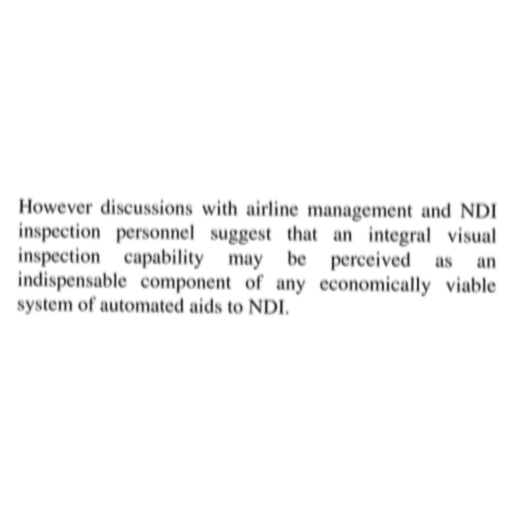 However discussions with airline management and NDI
inspection personnel suggest that an integral visual
inspection capability may be perceived as an
indispensable component of any economically viable
system of automated aids to NDI.